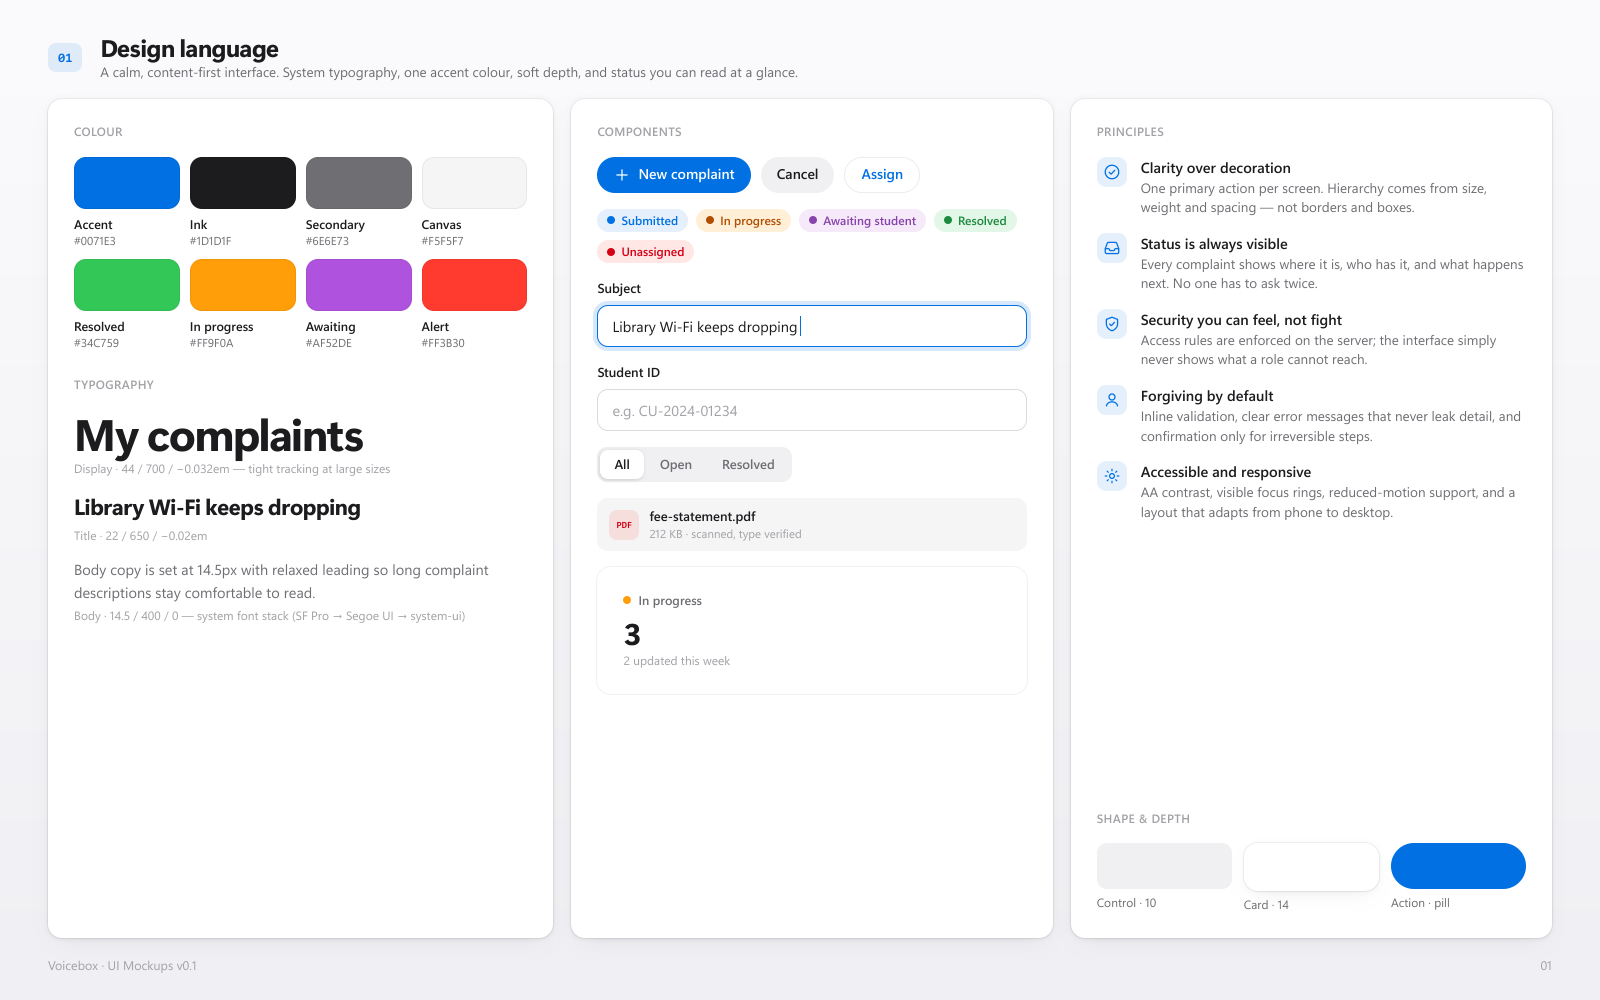 01
Design language
A calm, content-first interface. System typography, one accent colour, soft depth, and status you can read at a glance.
COLOUR
Accent
#0071E3
Ink
#1D1D1F
Secondary
#6E6E73
Canvas
#F5F5F7
Resolved
#34C759
In progress
#FF9F0A
Awaiting
#AF52DE
Alert
#FF3B30
TYPOGRAPHY
My complaints
Display · 44 / 700 / −0.032em — tight tracking at large sizes
Library Wi-Fi keeps dropping
Title · 22 / 650 / −0.02em
Body copy is set at 14.5px with relaxed leading so long complaint
descriptions stay comfortable to read.
Body · 14.5 / 400 / 0 — system font stack (SF Pro → Segoe UI → system-ui)
COMPONENTS
New complaint
Cancel
Assign
Submitted
In progress
Awaiting student
Resolved
Unassigned
Subject
Library Wi-Fi keeps dropping
Student ID
e.g. CU-2024-01234
All
Open
Resolved
PDF
fee-statement.pdf
212 KB · scanned, type verified
In progress
3
2 updated this week
PRINCIPLES
Clarity over decoration
One primary action per screen. Hierarchy comes from size,
weight and spacing — not borders and boxes.
Status is always visible
Every complaint shows where it is, who has it, and what happens
next. No one has to ask twice.
Security you can feel, not fight
Access rules are enforced on the server; the interface simply
never shows what a role cannot reach.
Forgiving by default
Inline validation, clear error messages that never leak detail, and
confirmation only for irreversible steps.
Accessible and responsive
AA contrast, visible focus rings, reduced-motion support, and a
layout that adapts from phone to desktop.
SHAPE & DEPTH
Control · 10
Card · 14
Action · pill
Voicebox · UI Mockups v0.1
01